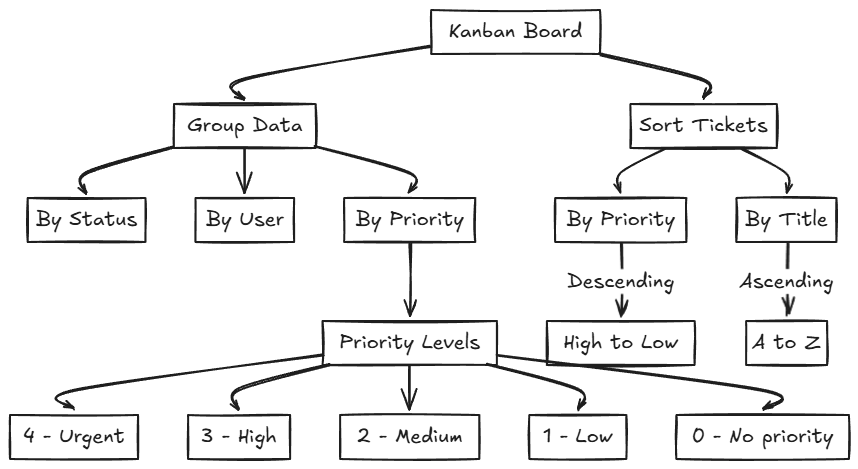 Kanban Board
Group Data
Sort Tickets
By Status
By User
By Priority
By Priority
By Title
Descending
Ascending
Priority Levels
High to Low
A to Z
4 - Urgent
3 - High
2 - Medium
1 - Low
0 - No priority